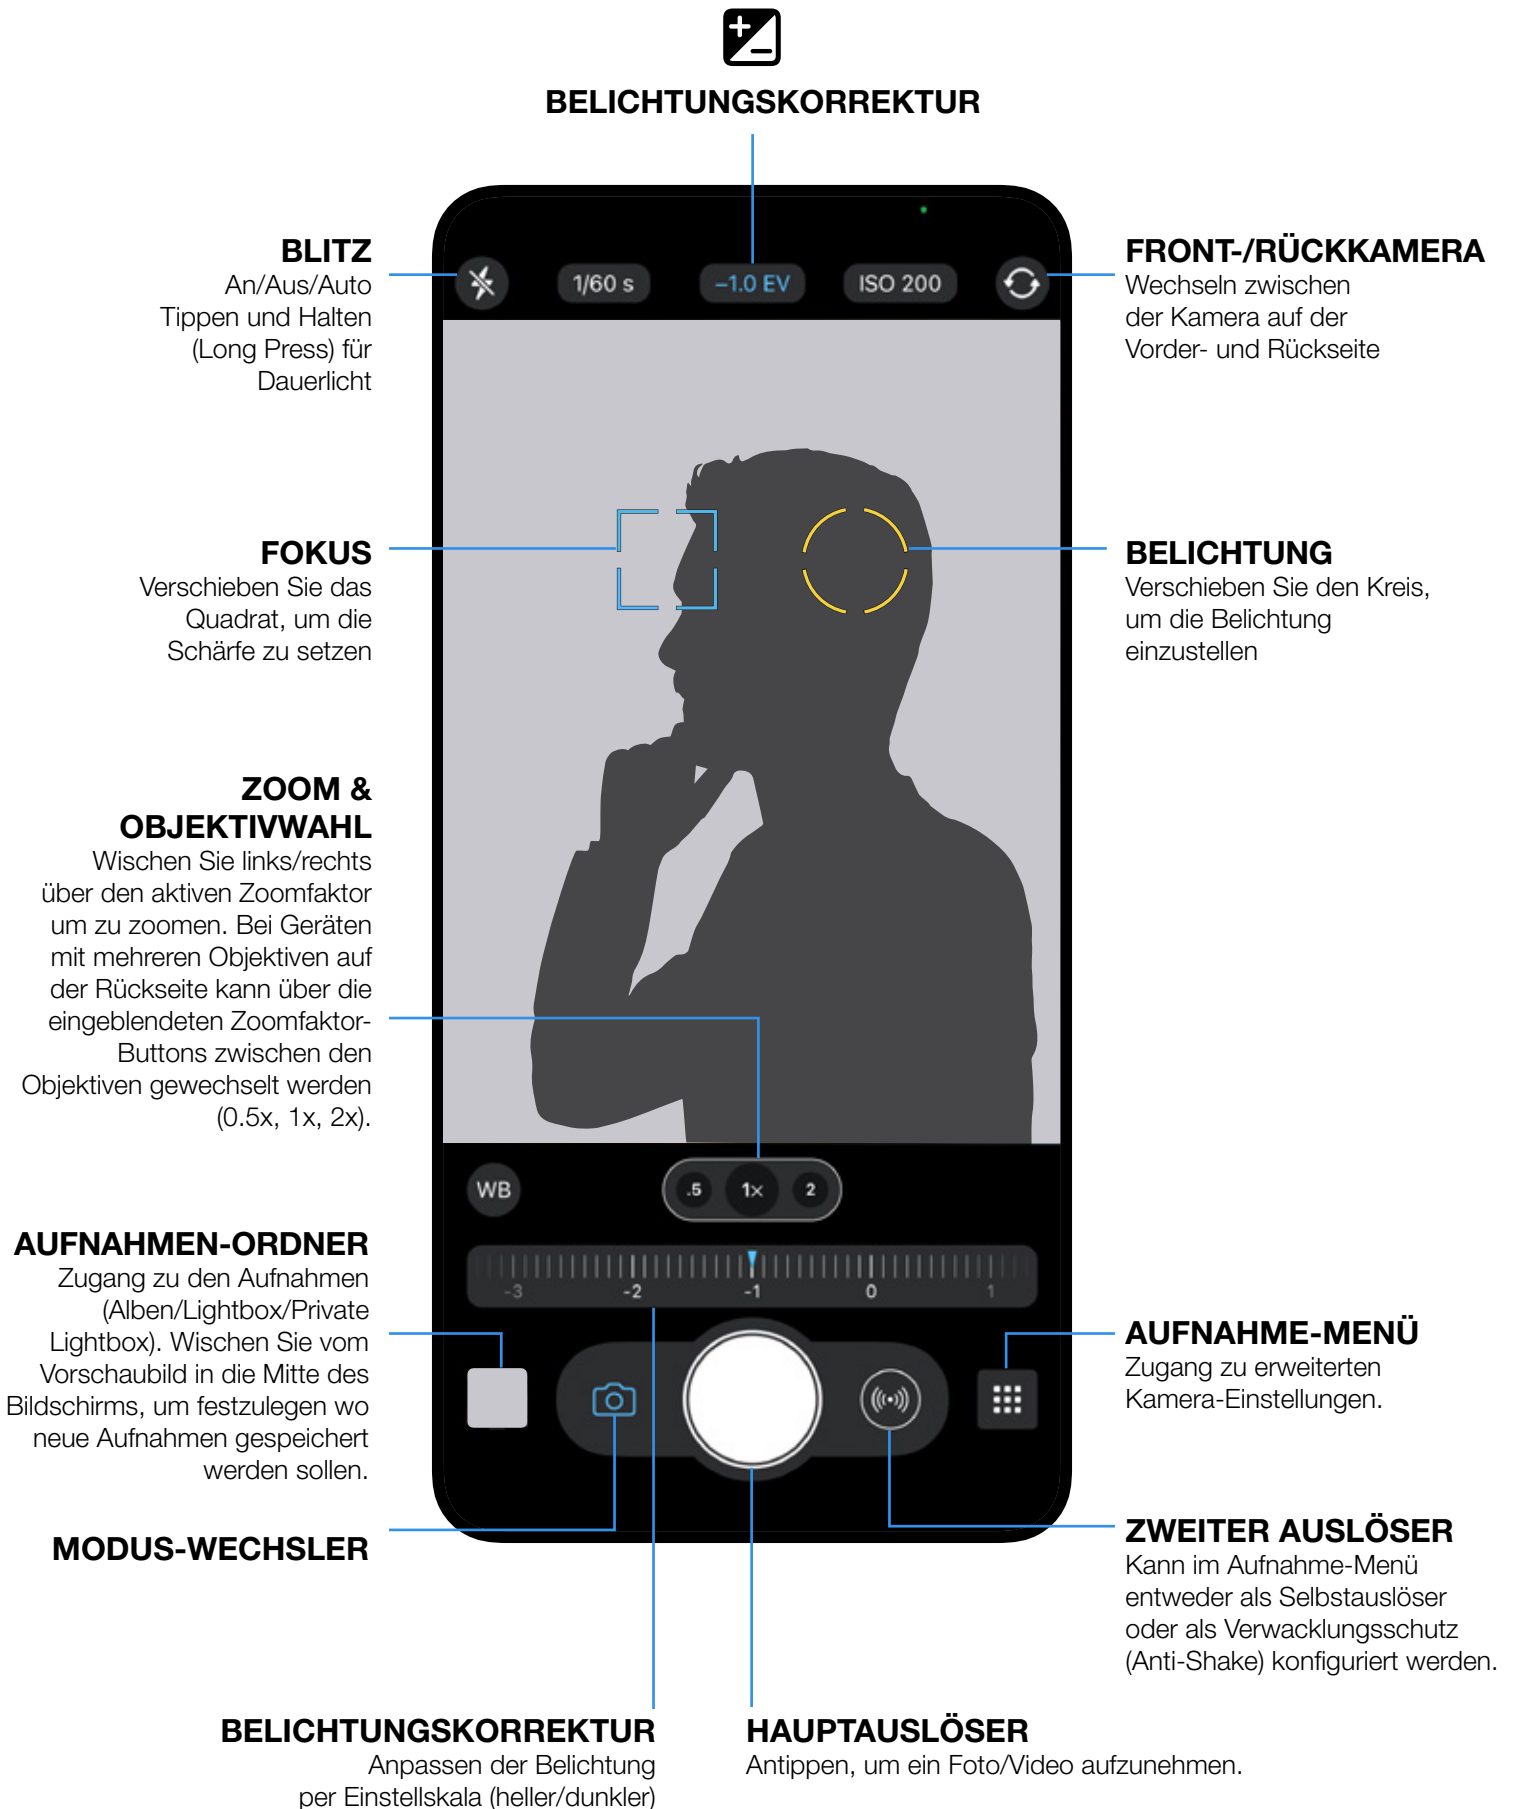 BELICHTUNGSKORREKTUR
BLITZ
An/Aus/Auto
Tippen und Halten
(Long Press) für
Dauerlicht
1/60 s
–1.0 EV
ISO 200
FRONT-/RÜCKKAMERA
Wechseln zwischen
der Kamera auf der
Vorder- und Rückseite
FOKUS
Verschieben Sie das
Quadrat, um die
Schärfe zu setzen
BELICHTUNG
Verschieben Sie den Kreis,
um die Belichtung
einzustellen
ZOOM &
OBJEKTIVWAHL
Wischen Sie links/rechts
über den aktiven Zoomfaktor
um zu zoomen. Bei Geräten
mit mehreren Objektiven auf
der Rückseite kann über die
eingeblendeten Zoomfaktor-
Buttons zwischen den
Objektiven gewechselt werden
(0.5x, 1x, 2x).
WB
.5 1× 2
-3 -2 -1 0 1
AUFNAHMEN-ORDNER
Zugang zu den Aufnahmen
(Alben/Lightbox/Private
Lightbox). Wischen Sie vom
Vorschaubild in die Mitte des
Bildschirms, um festzulegen wo
neue Aufnahmen gespeichert
werden sollen.
AUFNAHME-MENÜ
Zugang zu erweiterten
Kamera-Einstellungen.
MODUS-WECHSLER
ZWEITER AUSLÖSER
Kann im Aufnahme-Menü
entweder als Selbstauslöser
oder als Verwacklungsschutz
(Anti-Shake) konfiguriert werden.
BELICHTUNGSKORREKTUR
Anpassen der Belichtung
per Einstellskala (heller/dunkler)
HAUPTAUSLÖSER
Antippen, um ein Foto/Video aufzunehmen.